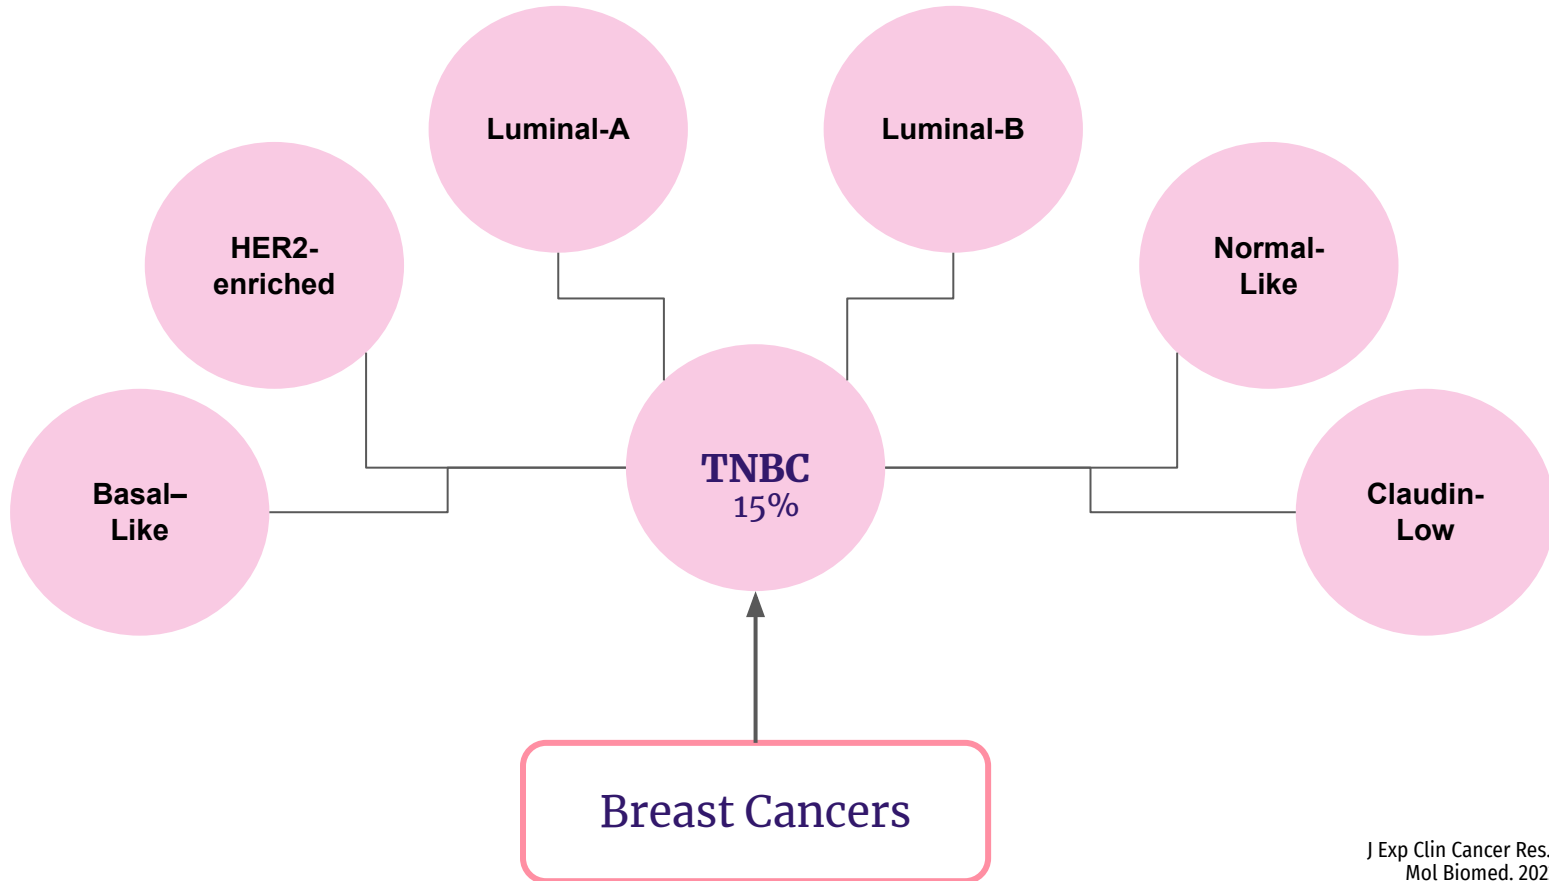 Luminal-A
Luminal-B
HER2-
enriched
Normal-
Like
Basal–
Like
TNBC
15%
Claudin-
Low
Breast Cancers
J Exp Clin Cancer Res.
Mol Biomed. 202